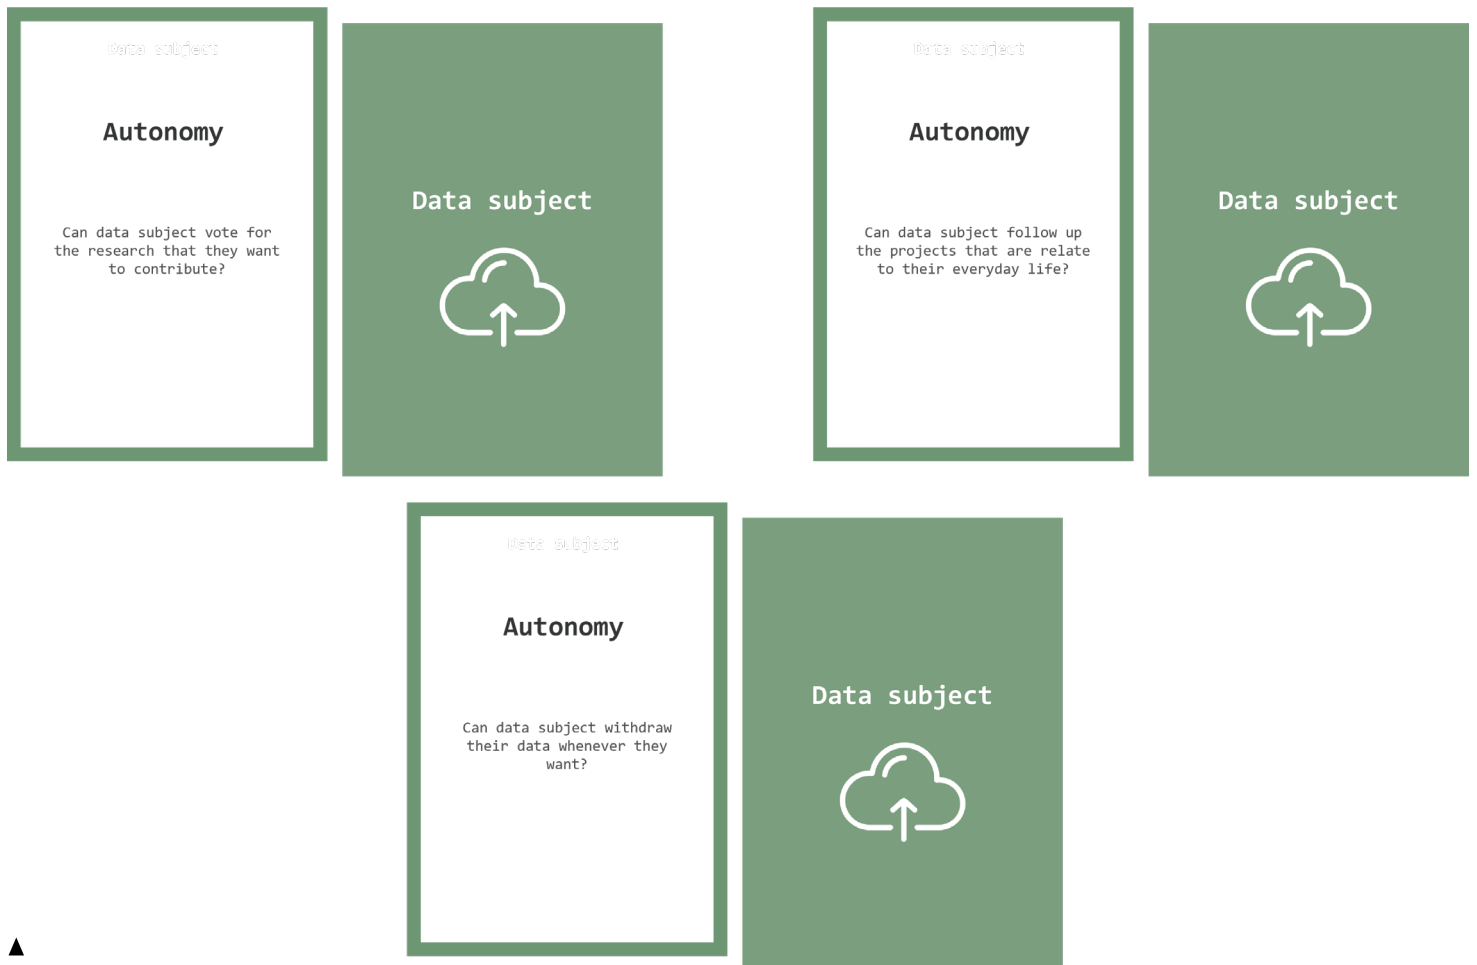 Data subject
Autonomy
Can data subject vote for
the research that they want
to contribute?
Data subject
Data subject
Autonomy
Can data subject follow up
the projects that are relate
to their everyday life?
Data subject
Data subject
Autonomy
Can data subject withdraw
their data whenever they
want?
Data subject